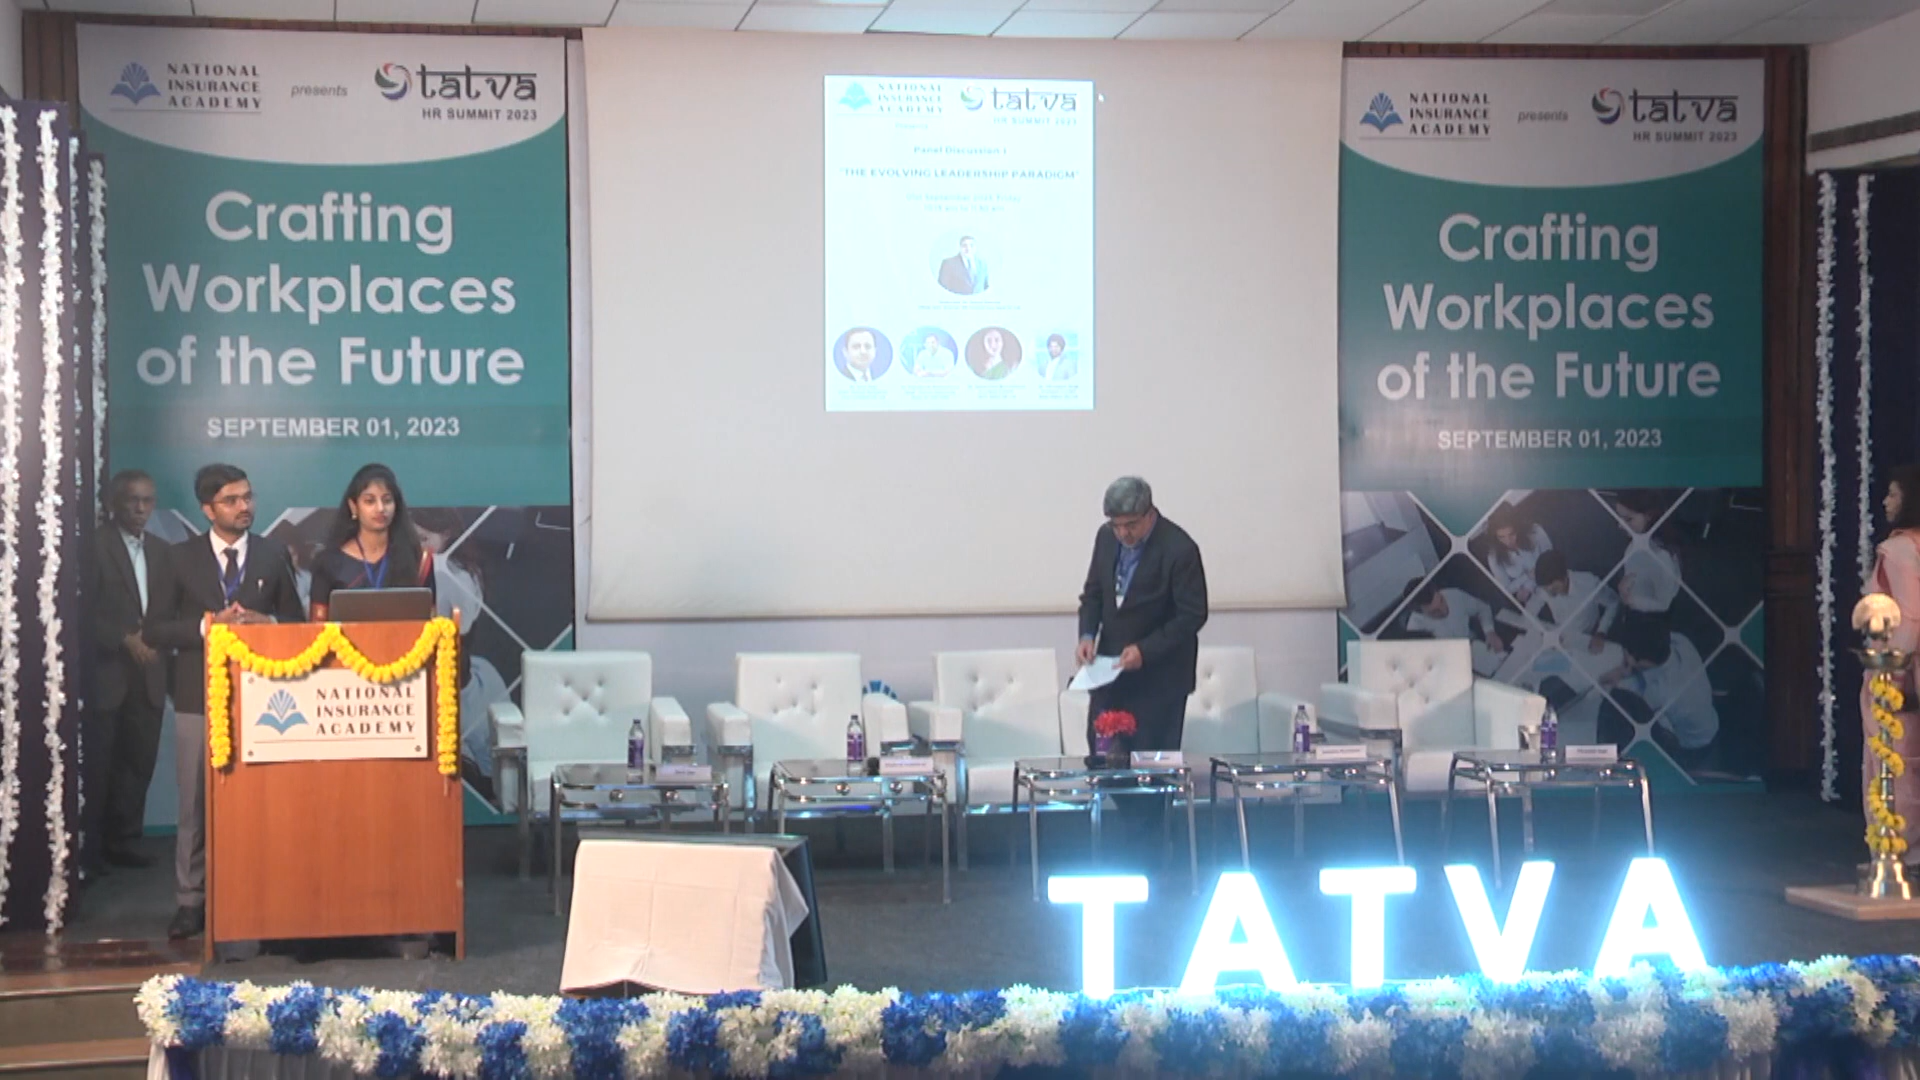 NATIONAL
INSURANCE
ACADEMY
presents
tatva
HR SUMMIT 2023
Crafting
Workplaces
of the Future
SEPTEMBER 01, 2023
NATIONAL
INSURANCE
ACADEMY
tatva
HR SUMMIT 2023
Panel Discussion 1
"THE EVOLVING LEADERSHIP PARADIGM"
NATIONAL
INSURANCE
ACADEMY
presents
tatva
HR SUMMIT 2023
Crafting
Workplaces
of the Future
SEPTEMBER 01, 2023
NATIONAL
INSURANCE
ACADEMY
TATVA